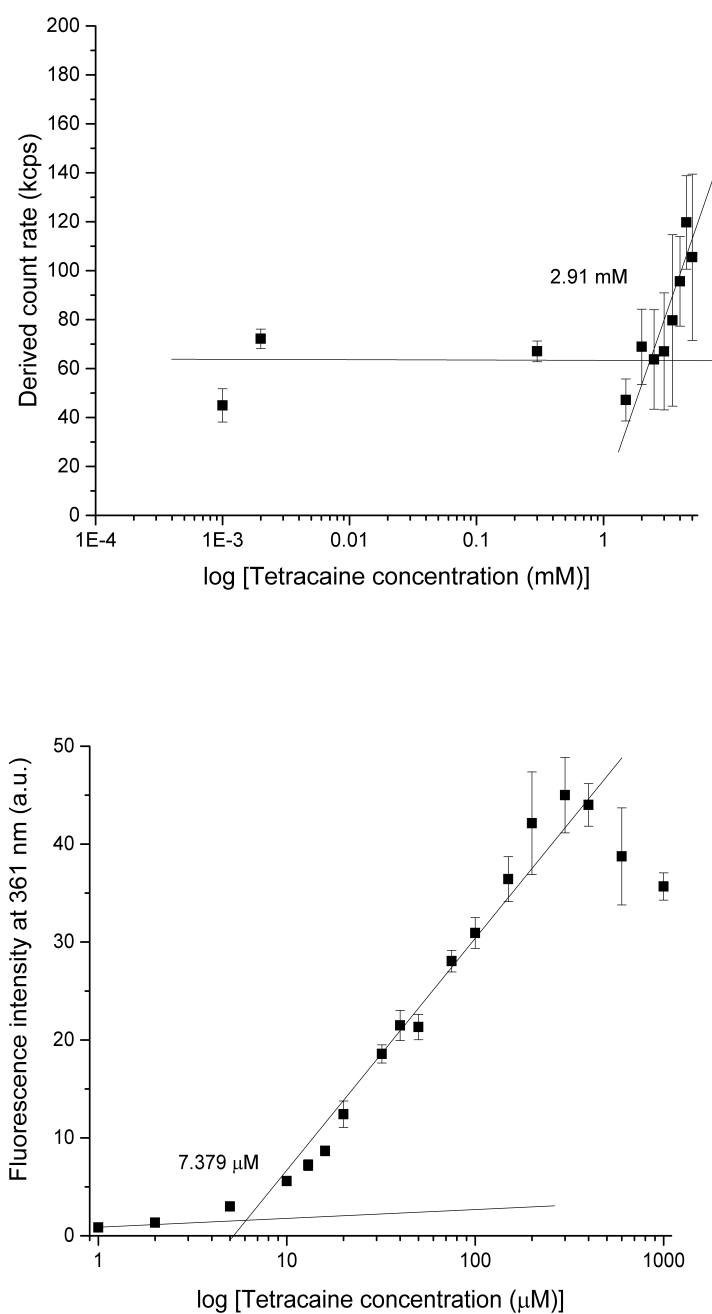 200
180
160
140
120
100
80
60
40
20
0
Derived count rate (kcps)
2.91 mM
1E-4 1E-3 0.01 0.1 1
log [Tetracaine concentration (mM)]
50
40
30
20
10
0
Fluorescence intensity at 361 nm (a.u.)
7.379 μM
1 10 100 1000
log [Tetracaine concentration (μM)]